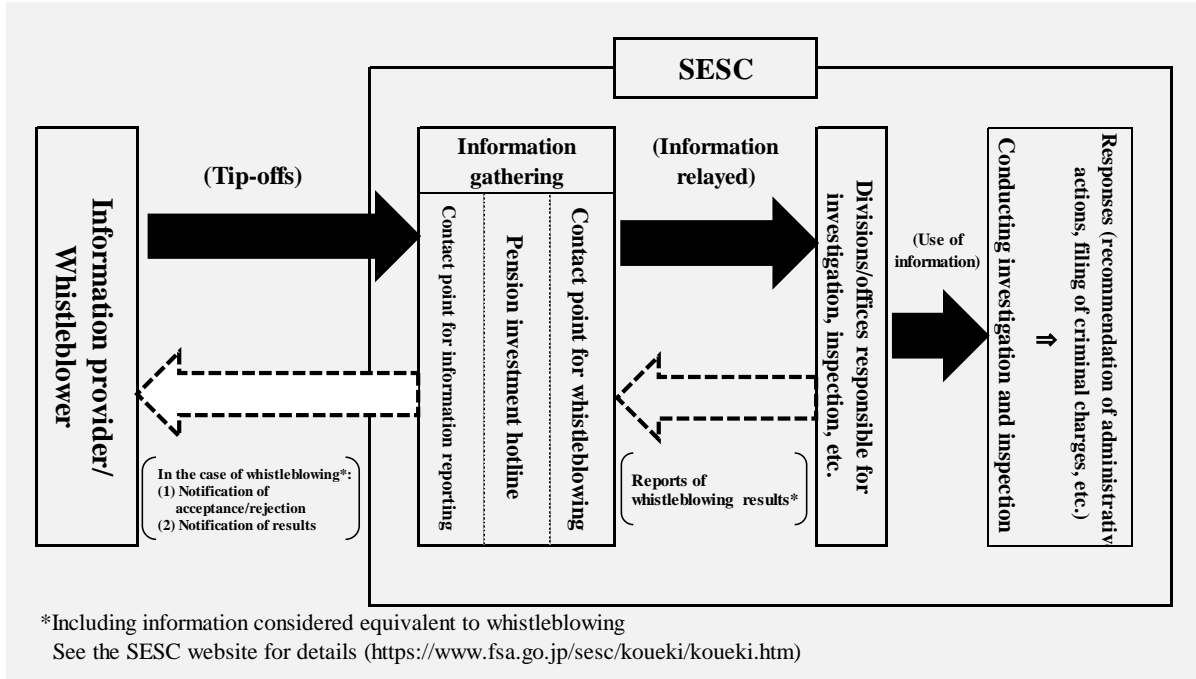 SESC
Information provider/
Whistleblower
(Tip-offs)
In the case of whistleblowing*:
(1) Notification of
acceptance/rejection
(2) Notification of results
Information
gathering
Contact point for information reporting
Pension investment hotline
Contact point for whistleblowing
(Information
relayed)
Reports of
whistleblowing results*
Divisions/offices responsible for
investigation, inspection, etc.
(Use of
information)
Conducting investigation and inspection
⇒
Responses (recommendation of administrativ
actions, filing of criminal charges, etc.)
*Including information considered equivalent to whistleblowing
See the SESC website for details (https://www.fsa.go.jp/sesc/koueki/koueki.htm)